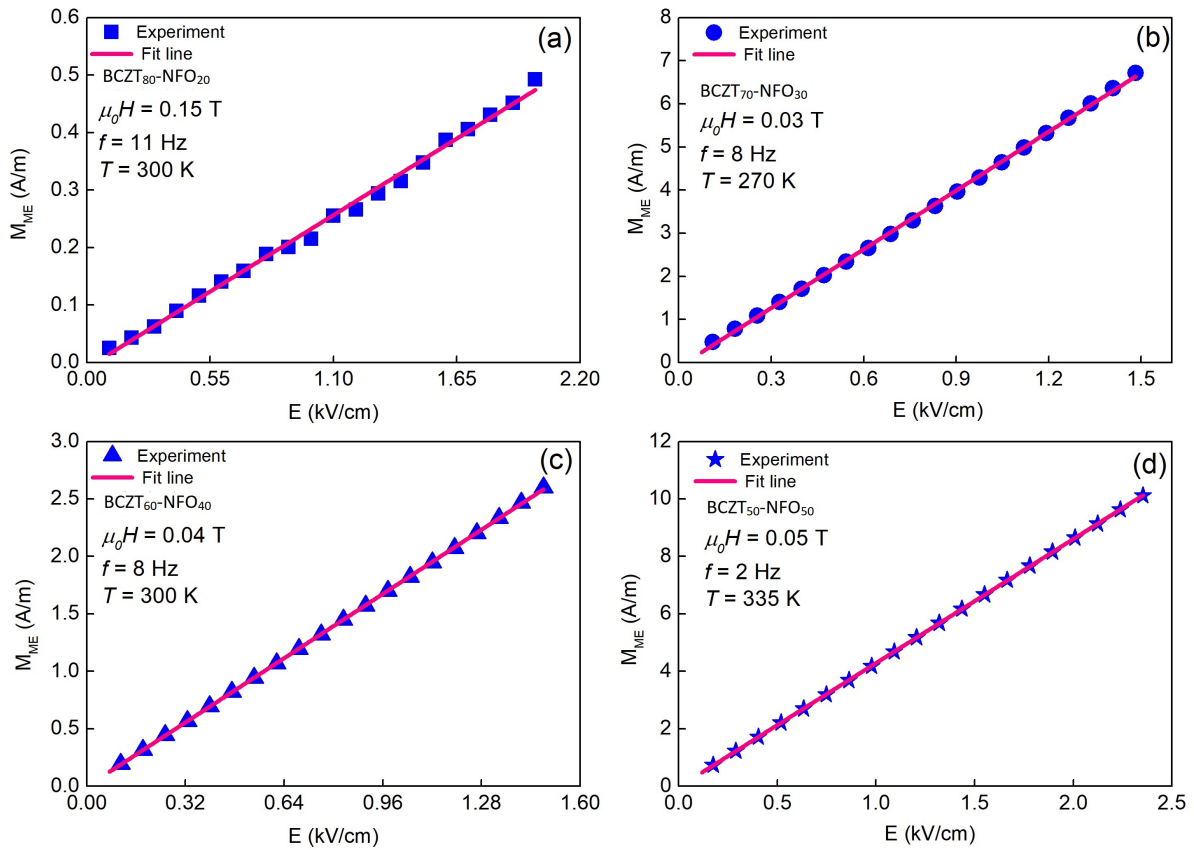 (a)
Experiment
Fit line
BCZT₈₀-NFO₂₀
μ₀H = 0.15 T
f = 11 Hz
T = 300 K
0.6
0.5
0.4
0.3
0.2
0.1
0.0
M_ME (A/m)
0.00 0.55 1.10 1.65 2.20
E (kV/cm)
(b)
Experiment
Fit line
BCZT₇₀-NFO₃₀
μ₀H = 0.03 T
f = 8 Hz
T = 270 K
8
7
6
5
4
3
2
1
0
M_ME (A/m)
0.0 0.3 0.6 0.9 1.2 1.5
E (kV/cm)
(c)
Experiment
Fit line
BCZT₆₀-NFO₄₀
μ₀H = 0.04 T
f = 8 Hz
T = 300 K
3.0
2.5
2.0
1.5
1.0
0.5
0.0
M_ME (A/m)
0.00 0.32 0.64 0.96 1.28 1.60
E (kV/cm)
(d)
Experiment
Fit line
BCZT₅₀-NFO₅₀
μ₀H = 0.05 T
f = 2 Hz
T = 335 K
12
10
8
6
4
2
0
M_ME (A/m)
0.0 0.5 1.0 1.5 2.0 2.5
E (kV/cm)